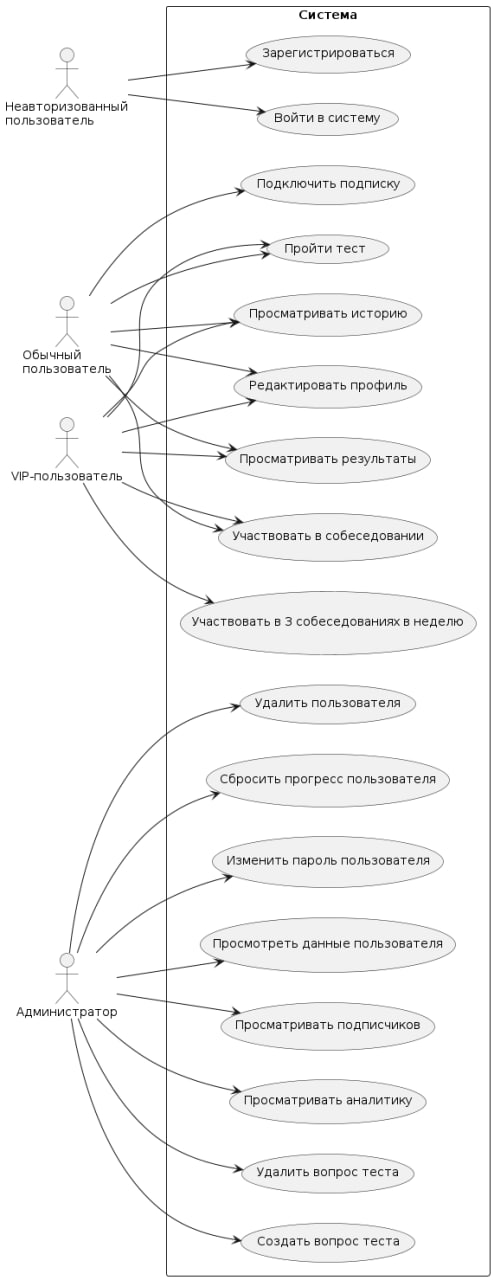 Система
Зарегистрироваться
Неавторизованный
пользователь
Войти в систему
Подключить подписку
Пройти тест
Просматривать историю
Обычный
пользователь
Редактировать профиль
Просматривать результаты
VIP-пользователь
Участвовать в собеседовании
Участвовать в 3 собеседованиях в неделю
Удалить пользователя
Сбросить прогресс пользователя
Изменить пароль пользователя
Просмотреть данные пользователя
Администратор
Просматривать подписчиков
Просматривать аналитику
Удалить вопрос теста
Создать вопрос теста